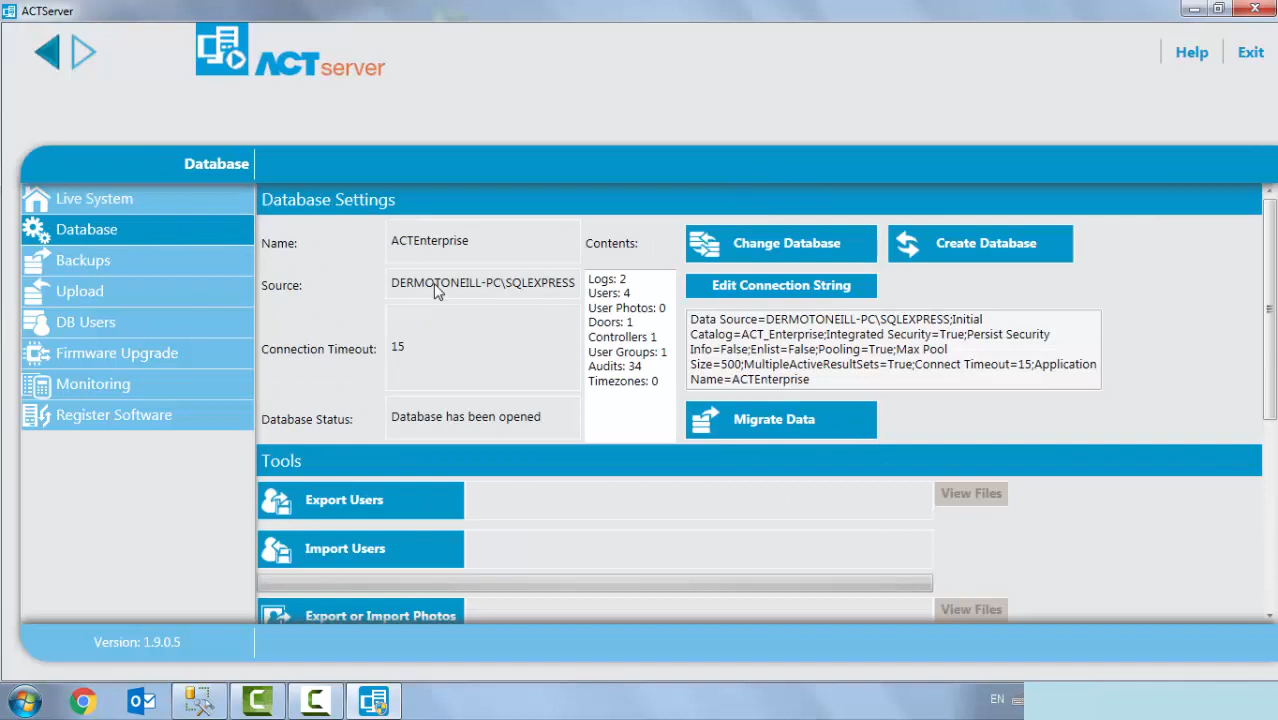 ACTServer
ACTserver
Help
Exit
Database
Live System
Database
Backups
Upload
DB Users
Firmware Upgrade
Monitoring
Register Software
Version: 1.9.0.5
Database Settings
Name:
ACTEnterprise
Source:
DERMOTONEILL-PC\SQLEXPRESS
Connection Timeout:
15
Database Status:
Database has been opened
Contents:
Logs: 2
Users: 4
User Photos: 0
Doors: 1
Controllers 1
User Groups: 1
Audits: 34
Timezones: 0
Change Database
Create Database
Edit Connection String
Data Source=DERMOTONEILL-PC\SQLEXPRESS;Initial
Catalog=ACT_Enterprise;Integrated Security=True;Persist Security
Info=False;Enlist=False;Pooling=True;Max Pool
Size=500;MultipleActiveResultSets=True;Connect Timeout=15;Application
Name=ACTEnterprise
Migrate Data
Tools
Export Users
View Files
Import Users
Export or Import Photos
View Files
EN